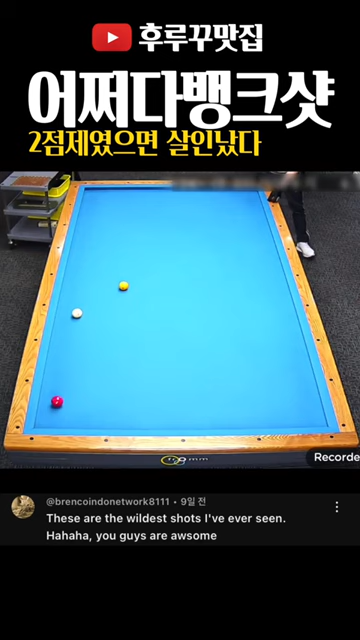 후루꾸맛집
어쩌다뱅크샷
2점제였으면 살인났다
Recorde
@brencoindonetwork8111 • 9일 전
These are the wildest shots I've ever seen.
Hahaha, you guys are awsome